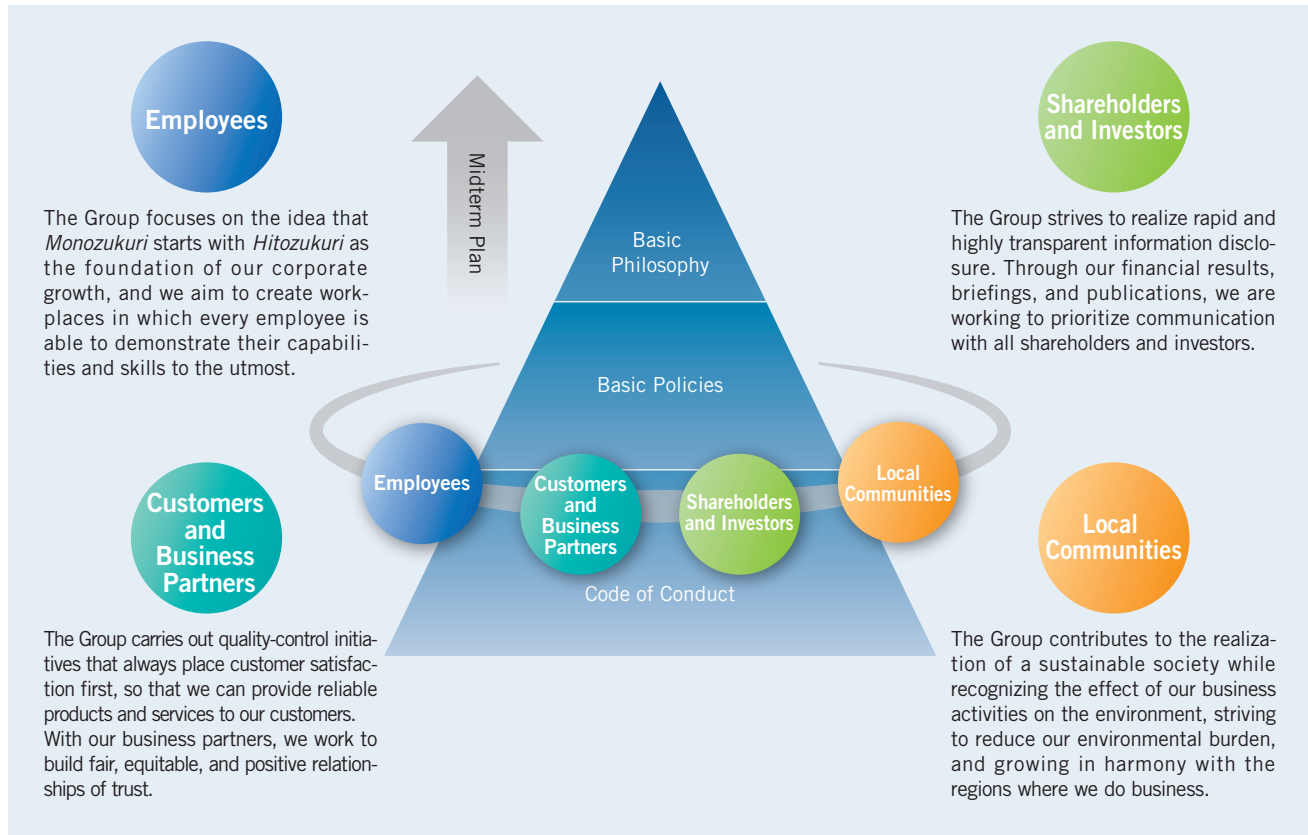 Employees
The Group focuses on the idea that
Monozukuri starts with Hitozukuri as
the foundation of our corporate
growth, and we aim to create work-
places in which every employee is
able to demonstrate their capabili-
ties and skills to the utmost.
Customers
and
Business
Partners
The Group carries out quality-control initia-
tives that always place customer satisfac-
tion first, so that we can provide reliable
products and services to our customers.
With our business partners, we work to
build fair, equitable, and positive relation-
ships of trust.
Midterm Plan
Basic
Philosophy
Basic Policies
Employees
Customers
and
Business
Partners
Shareholders
and Investors
Local
Communities
Code of Conduct
Shareholders
and Investors
The Group strives to realize rapid and
highly transparent information disclo-
sure. Through our financial results,
briefings, and publications, we are
working to prioritize communication
with all shareholders and investors.
Local
Communities
The Group contributes to the realiza-
tion of a sustainable society while
recognizing the effect of our business
activities on the environment, striving
to reduce our environmental burden,
and growing in harmony with the
regions where we do business.